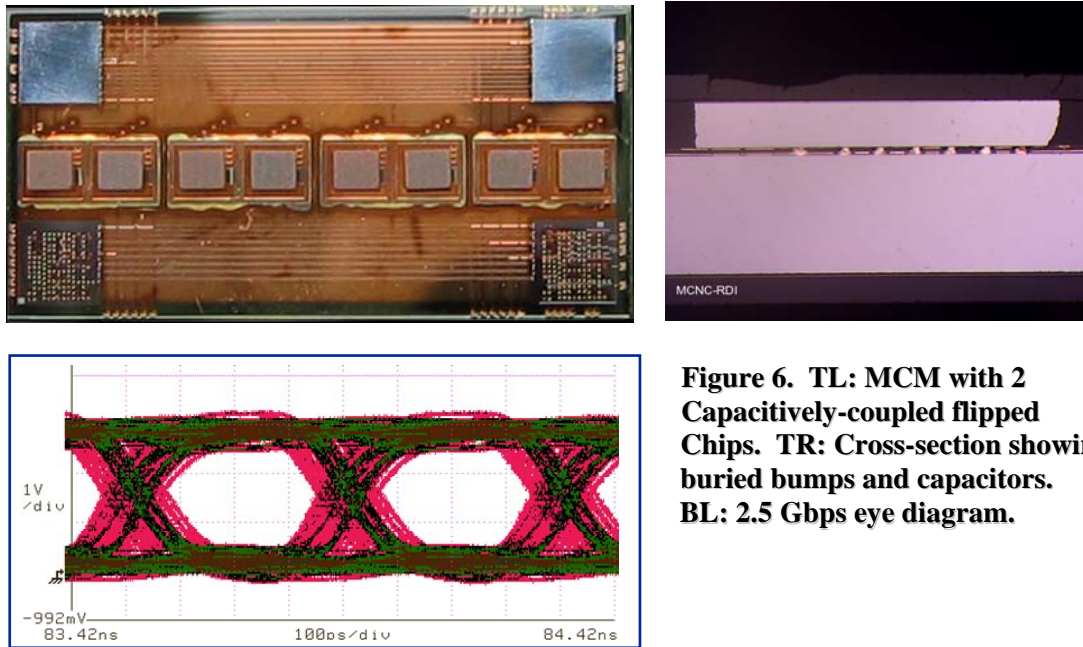 MCNC-RDI
1V
/div
-992mV
83.42ns
100ps/div
84.42ns
Figure 6. TL: MCM with 2
Capacitively-coupled flipped
Chips. TR: Cross-section showin
buried bumps and capacitors.
BL: 2.5 Gbps eye diagram.